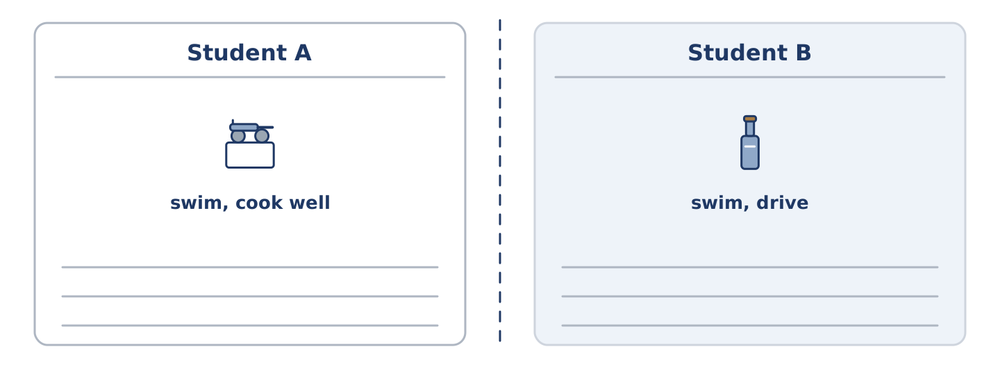 Student A
swim, cook well
Student B
swim, drive